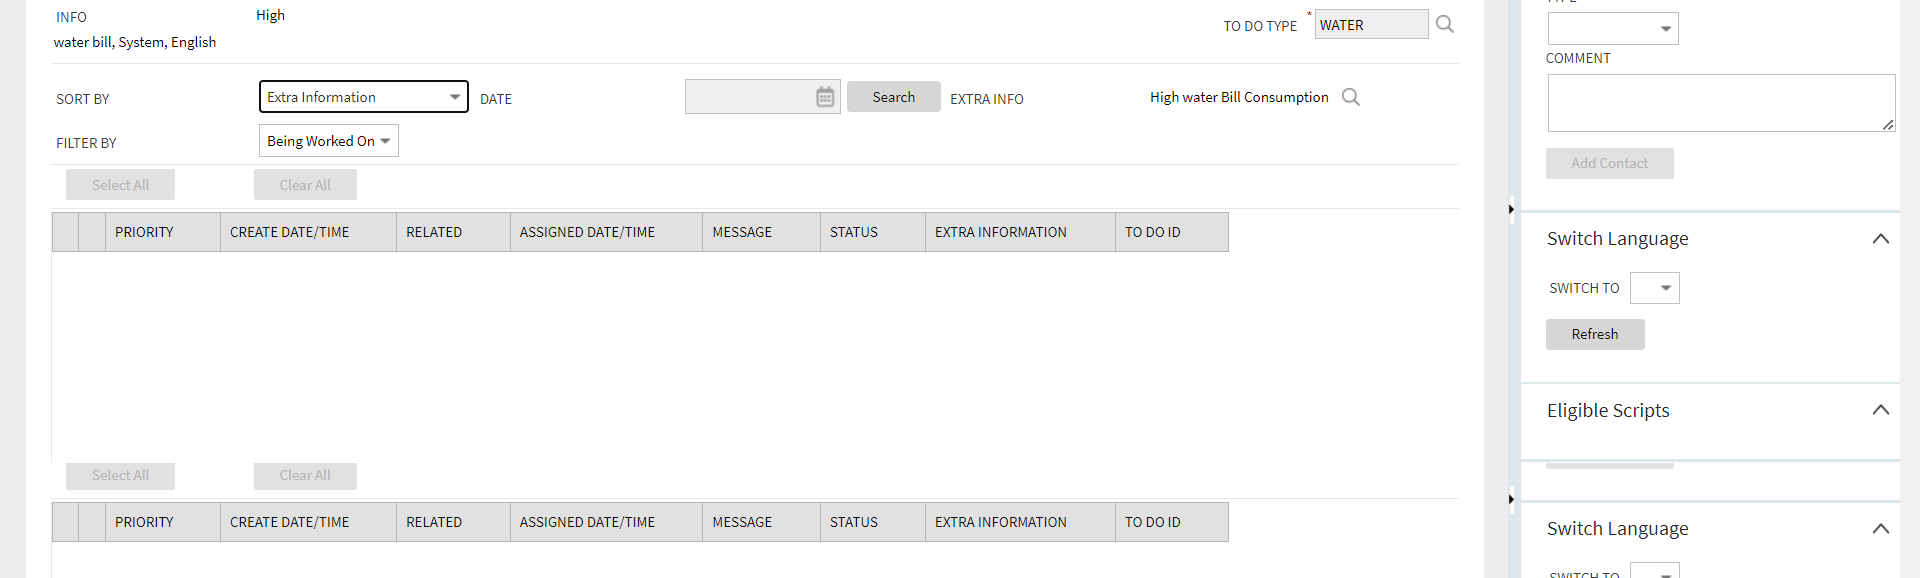 INFO
High
TO DO TYPE * WATER
water bill, System, English
SORT BY Extra Information DATE Search EXTRA INFO High water Bill Consumption
FILTER BY Being Worked On
Select All Clear All
PRIORITY CREATE DATE/TIME RELATED ASSIGNED DATE/TIME MESSAGE STATUS EXTRA INFORMATION TO DO ID
Select All Clear All
PRIORITY CREATE DATE/TIME RELATED ASSIGNED DATE/TIME MESSAGE STATUS EXTRA INFORMATION TO DO ID
COMMENT
Add Contact
Switch Language
SWITCH TO
Refresh
Eligible Scripts
Switch Language
SWITCH TO